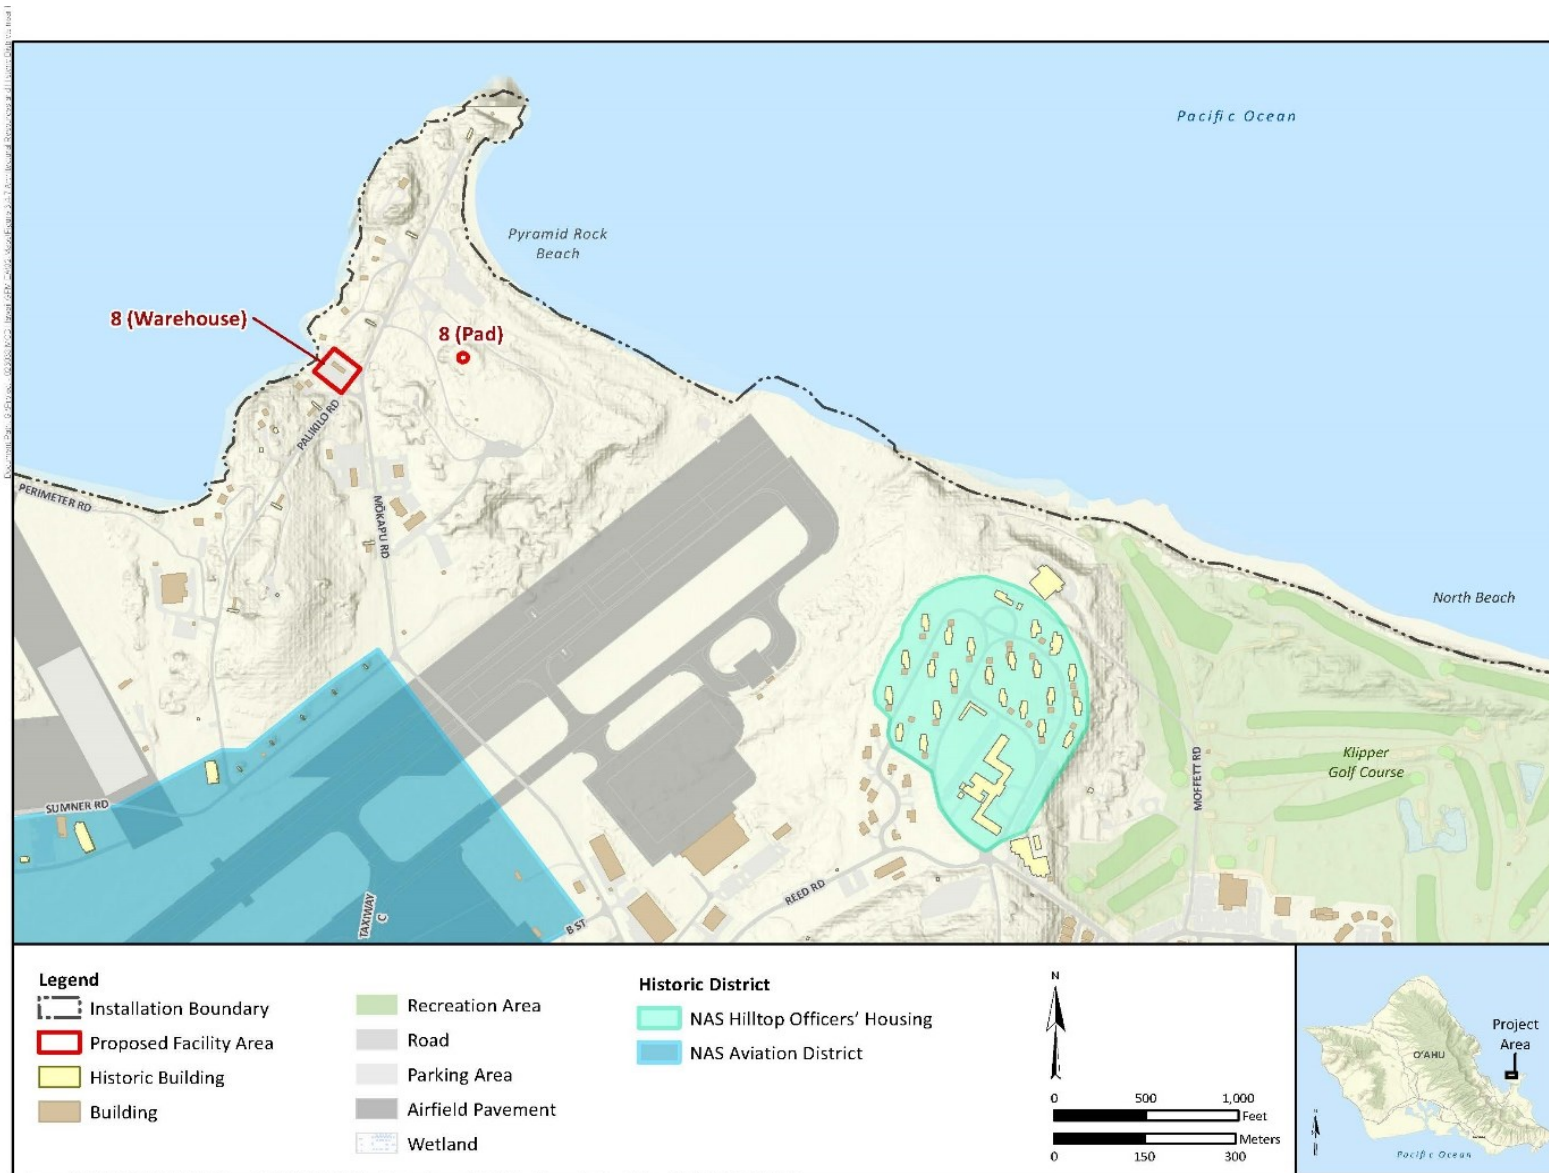 Pacific Ocean
Pyramid Rock
Beach
8 (Warehouse)
8 (Pad)
PALIKILO RD
PERIMETER RD
MŌKAPU RD
North Beach
Klipper
Golf Course
MOFFETT RD
SUMNER RD
TAXIWAY
C
B ST
REED RD
Legend
Installation Boundary
Proposed Facility Area
Historic Building
Building
Recreation Area
Road
Parking Area
Airfield Pavement
Wetland
Historic District
NAS Hilltop Officers' Housing
NAS Aviation District
N
0 500 1,000
Feet
Meters
0 150 300
Project
Area
O'AHU
N
Pacific Ocean